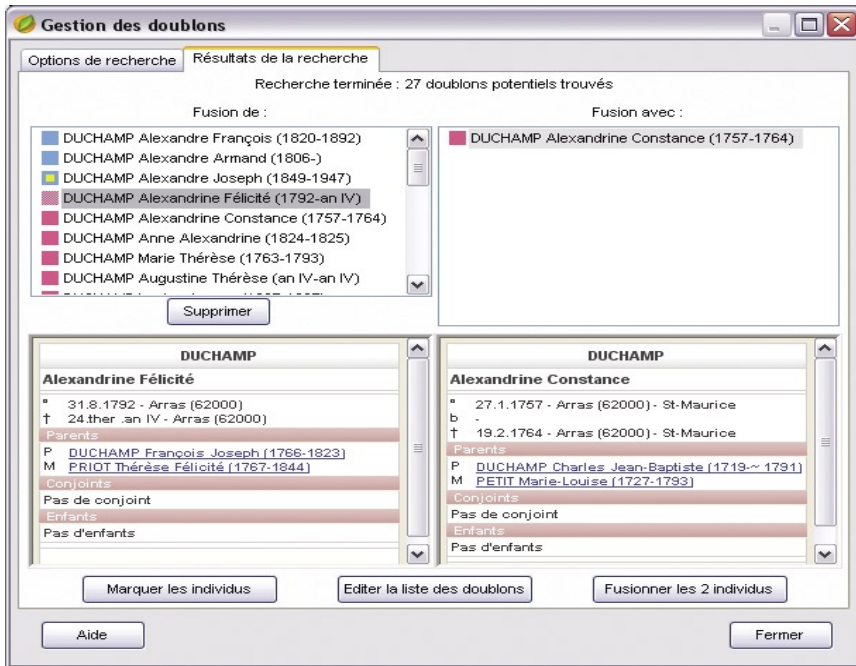 Gestion des doublons
Options de recherche
Résultats de la recherche
Recherche terminée : 27 doublons potentiels trouvés
Fusion de :
DUCHAMP Alexandre François (1820-1892)
DUCHAMP Alexandre Armand (1806-)
DUCHAMP Alexandre Joseph (1849-1947)
DUCHAMP Alexandrine Félicité (1792-an IV)
DUCHAMP Alexandrine Constance (1757-1764)
DUCHAMP Anne Alexandrine (1824-1825)
DUCHAMP Marie Thérèse (1763-1793)
DUCHAMP Augustine Thérèse (an IV-an IV)
Supprimer
Fusion avec :
DUCHAMP Alexandrine Constance (1757-1764)
DUCHAMP
Alexandrine Félicité
° 31.8.1792 - Arras (62000)
† 24.ther .an IV - Arras (62000)
Parents
P DUCHAMP François Joseph (1766-1823)
M PRIOT Thérèse Félicité (1767-1844)
Conjoints
Pas de conjoint
Enfants
Pas d'enfants
DUCHAMP
Alexandrine Constance
° 27.1.1757 - Arras (62000) - St-Maurice
b -
† 19.2.1764 - Arras (62000) - St-Maurice
Parents
P DUCHAMP Charles Jean-Baptiste (1719-~ 1791)
M PETIT Marie-Louise (1727-1793)
Conjoints
Pas de conjoint
Enfants
Pas d'enfants
Marquer les individus
Editer la liste des doublons
Fusionner les 2 individus
Aide
Fermer